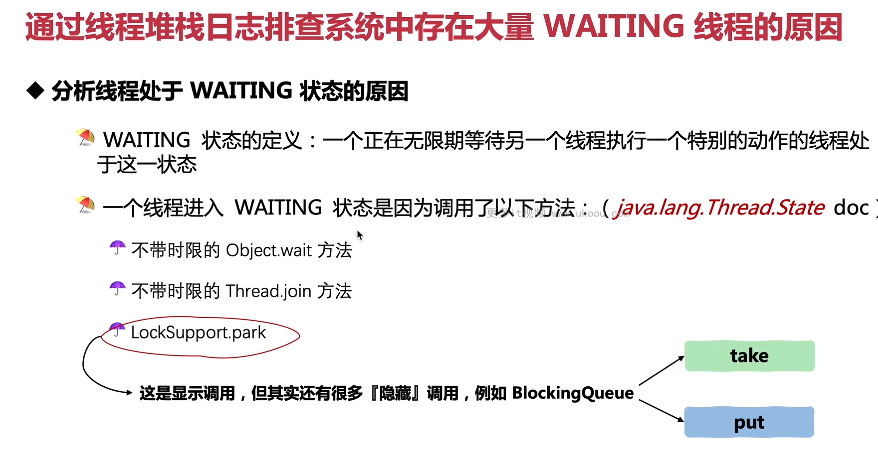 通过线程堆栈日志排查系统中存在大量 WAITING 线程的原因
◆ 分析线程处于 WAITING 状态的原因
WAITING 状态的定义：一个正在无限期等待另一个线程执行一个特别的动作的线程处
于这一状态
一个线程进入 WAITING 状态是因为调用了以下方法：（ java.lang.Thread.State doc）
不带时限的 Object.wait 方法
不带时限的 Thread.join 方法
LockSupport.park
take
这是显示调用，但其实还有很多『隐藏』调用，例如 BlockingQueue
put